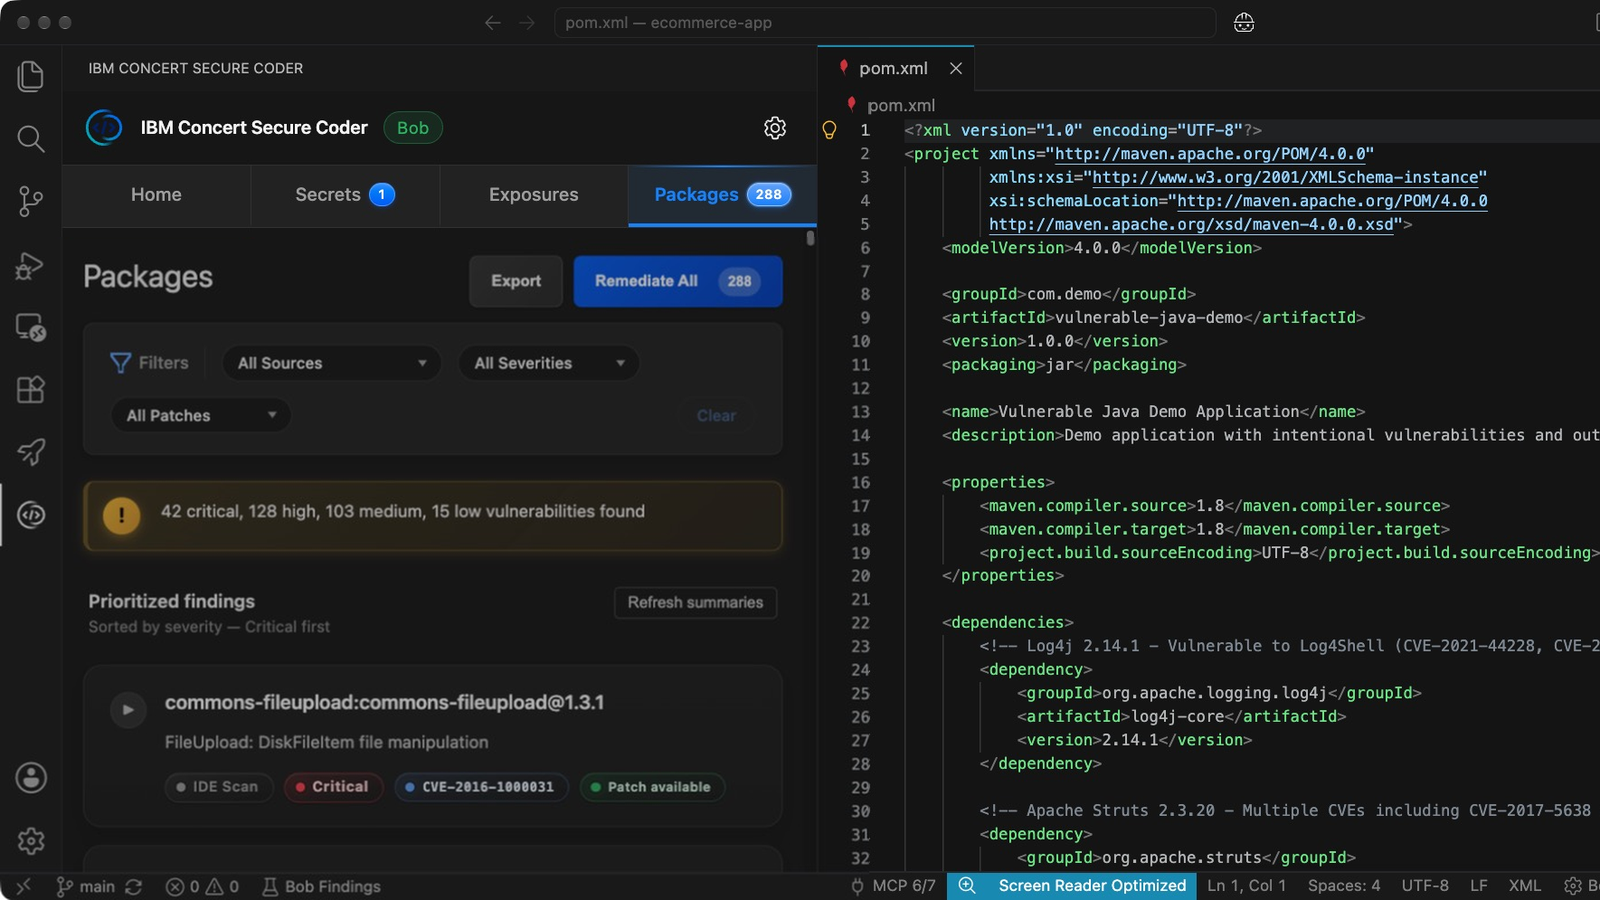 pom.xml — ecommerce-app
IBM CONCERT SECURE CODER
IBM Concert Secure Coder Bob
Home
Secrets 1
Exposures
Packages 288
Packages
Export
Remediate All 288
Filters
All Sources
All Severities
All Patches
Clear
! 42 critical, 128 high, 103 medium, 15 low vulnerabilities found
Prioritized findings
Sorted by severity — Critical first
Refresh summaries
commons-fileupload:commons-fileupload@1.3.1
FileUpload: DiskFileItem file manipulation
IDE Scan
Critical
CVE-2016-1000031
Patch available
pom.xml
pom.xml
1 <?xml version="1.0" encoding="UTF-8"?>
2 <project xmlns="http://maven.apache.org/POM/4.0.0"
3 xmlns:xsi="http://www.w3.org/2001/XMLSchema-instance"
4 xsi:schemaLocation="http://maven.apache.org/POM/4.0.0
5 http://maven.apache.org/xsd/maven-4.0.0.xsd">
6 <modelVersion>4.0.0</modelVersion>
7
8 <groupId>com.demo</groupId>
9 <artifactId>vulnerable-java-demo</artifactId>
10 <version>1.0.0</version>
11 <packaging>jar</packaging>
12
13 <name>Vulnerable Java Demo Application</name>
14 <description>Demo application with intentional vulnerabilities and out
15
16 <properties>
17 <maven.compiler.source>1.8</maven.compiler.source>
18 <maven.compiler.target>1.8</maven.compiler.target>
19 <project.build.sourceEncoding>UTF-8</project.build.sourceEncoding>
20 </properties>
21
22 <dependencies>
23 <!-- Log4j 2.14.1 - Vulnerable to Log4Shell (CVE-2021-44228, CVE-2
24 <dependency>
25 <groupId>org.apache.logging.log4j</groupId>
26 <artifactId>log4j-core</artifactId>
27 <version>2.14.1</version>
28 </dependency>
29
30 <!-- Apache Struts 2.3.20 - Multiple CVEs including CVE-2017-5638
31 <dependency>
32 <groupId>org.apache.struts</groupId>
main 0 0 Bob Findings MCP 6/7 Screen Reader Optimized Ln 1, Col 1 Spaces: 4 UTF-8 LF XML